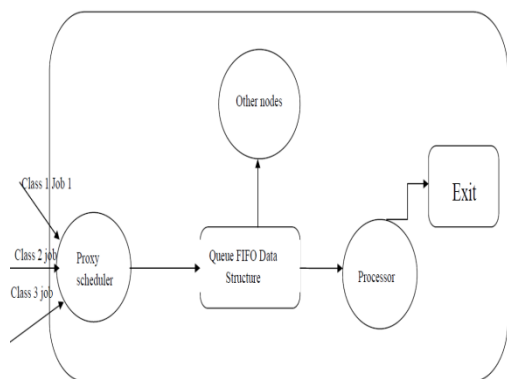 Other nodes
Class 1 Job 1
Exit
Class 2 job
Proxy
scheduler
Queue FIFO Data
Structure
Processor
Class 3 job